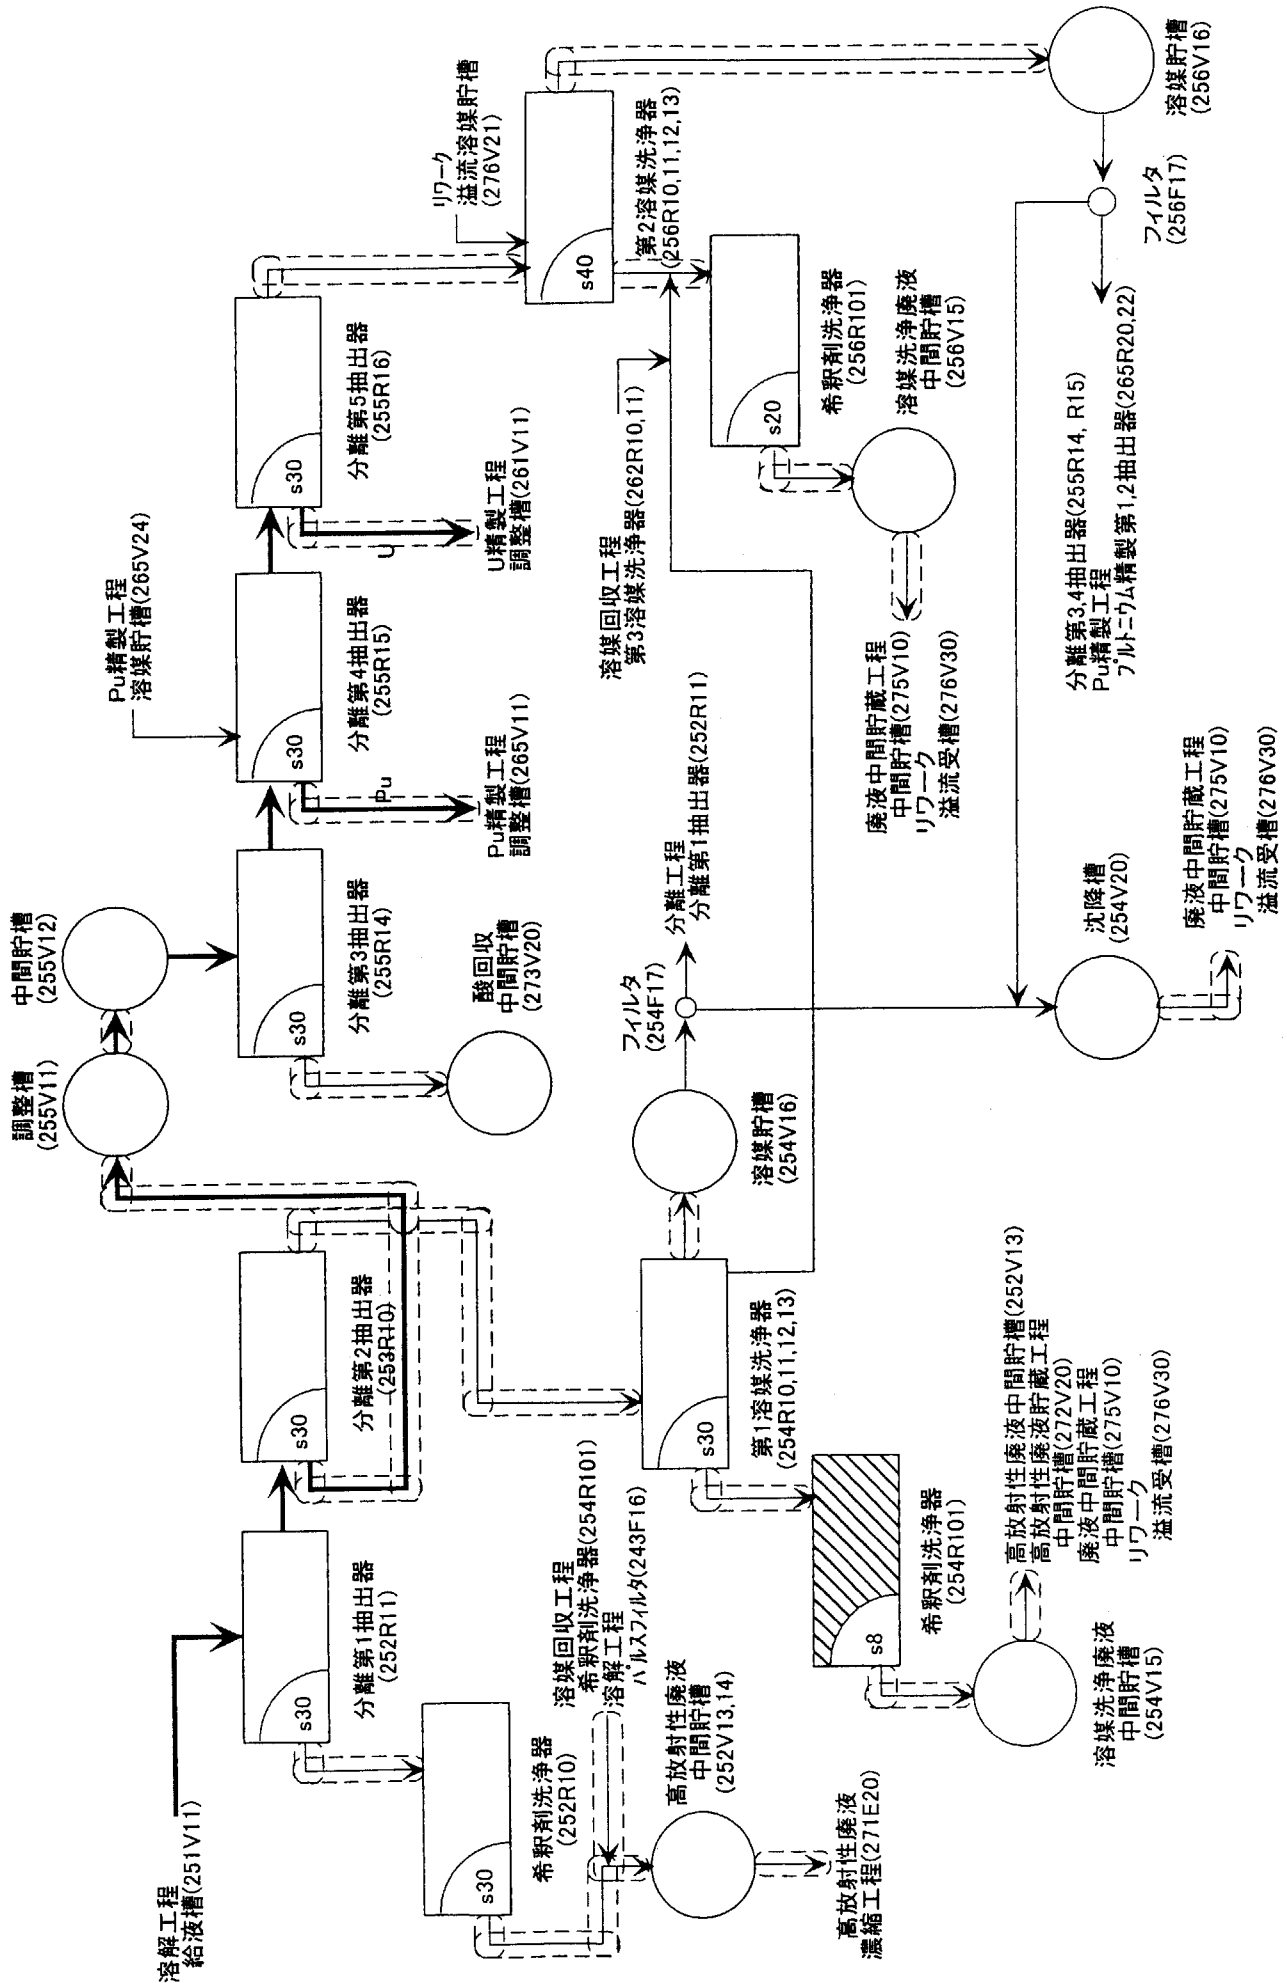 溶解工程
給液槽(251V11)
s30
分離第1抽出器
(252R11)
s30
希釈剤洗浄器
(252R10)
溶媒回収工程
希釈剤洗浄器(254R101)
溶解工程
パルスフィルタ(243F16)
高放射性廃液
中間貯槽
(252V13,14)
高放射性廃液
濃縮工程(271E20)
s30
分離第2抽出器
(253R10)
調整槽
(255V11)
中間貯槽
(255V12)
s30
分離第3抽出器
(255R14)
酸回収
中間貯槽
(273V20)
Pu精製工程
溶媒貯槽(265V24)
s30
分離第4抽出器
(255R15)
Pu
Pu精製工程
調整槽(265V11)
s30
分離第5抽出器
(255R16)
U
U精製工程
調整槽(261V11)
リワーク
溢流溶媒貯槽
(276V21)
s40
第2溶媒洗浄器
(256R10,11,12,13)
溶媒回収工程
第3溶媒洗浄器(262R10,11)
s20
希釈剤洗浄器
(256R101)
溶媒洗浄廃液
中間貯槽
(256V15)
廃液中間貯蔵工程
中間貯槽(275V10)
リワーク
溢流受槽(276V30)
溶媒貯槽
(256V16)
フィルタ
(256F17)
分離第3,4抽出器(255R14, R15)
Pu精製工程
プルトニウム精製第1,2抽出器(265R20,22)
s30
第1溶媒洗浄器
(254R10,11,12,13)
溶媒貯槽
(254V16)
フィルタ
(254F17)
分離工程
分離第1抽出器(252R11)
沈降槽
(254V20)
廃液中間貯蔵工程
中間貯槽(275V10)
リワーク
溢流受槽(276V30)
s8
希釈剤洗浄器
(254R101)
溶媒洗浄廃液
中間貯槽
(254V15)
高放射性廃液中間貯槽(252V13)
高放射性廃液貯蔵工程
中間貯槽(272V20)
廃液中間貯蔵工程
中間貯槽(275V10)
リワーク
溢流受槽(276V30)